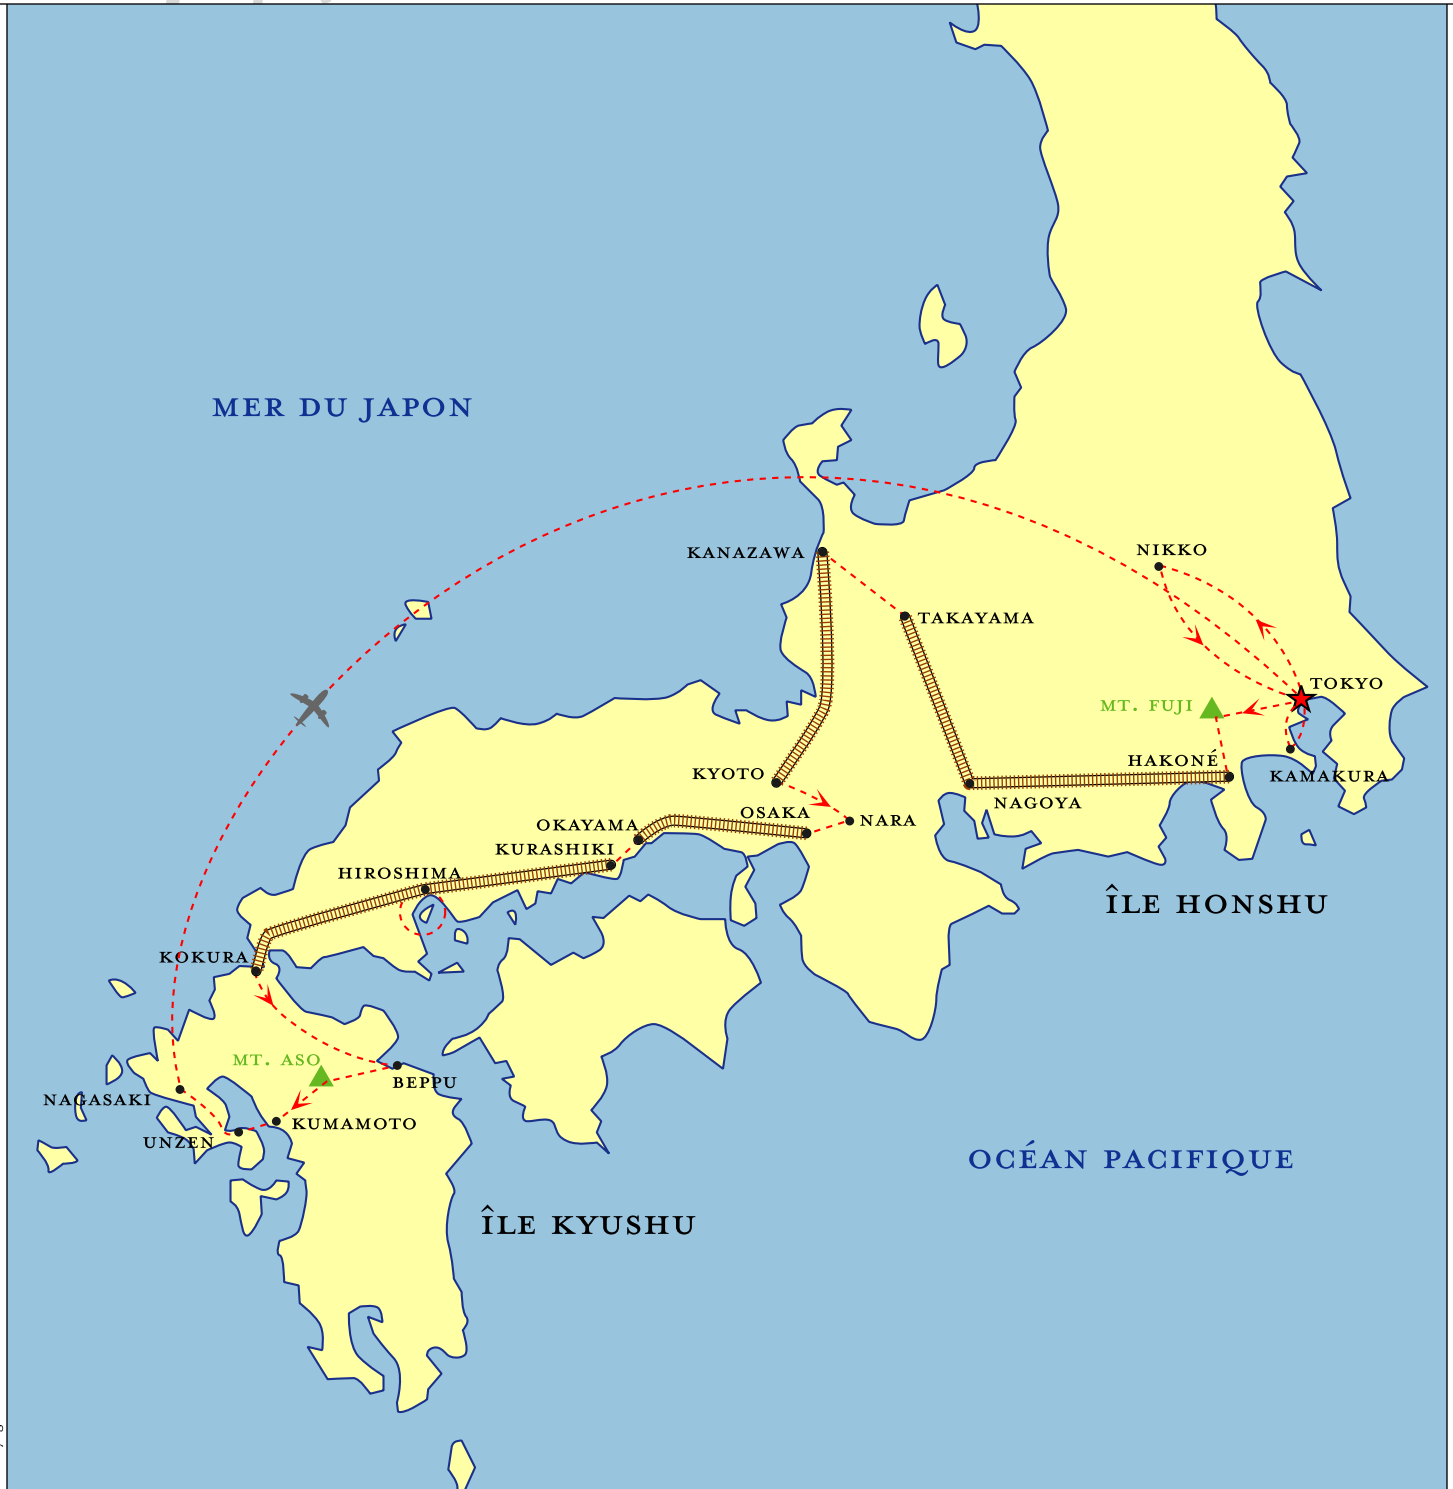 MER DU JAPON
NIKKO
KANAZAWA
TAKAYAMA
TOKYO
MT. FUJI
HAKONÉ
KYOTO
KAMAKURA
NAGOYA
OSAKA
NARA
OKAYAMA
KURASHIKI
HIROSHIMA
ÎLE HONSHU
KOKURA
MT. ASO
BEPPU
NAGASAKI
KUMAMOTO
UNZEN
OCÉAN PACIFIQUE
ÎLE KYUSHU